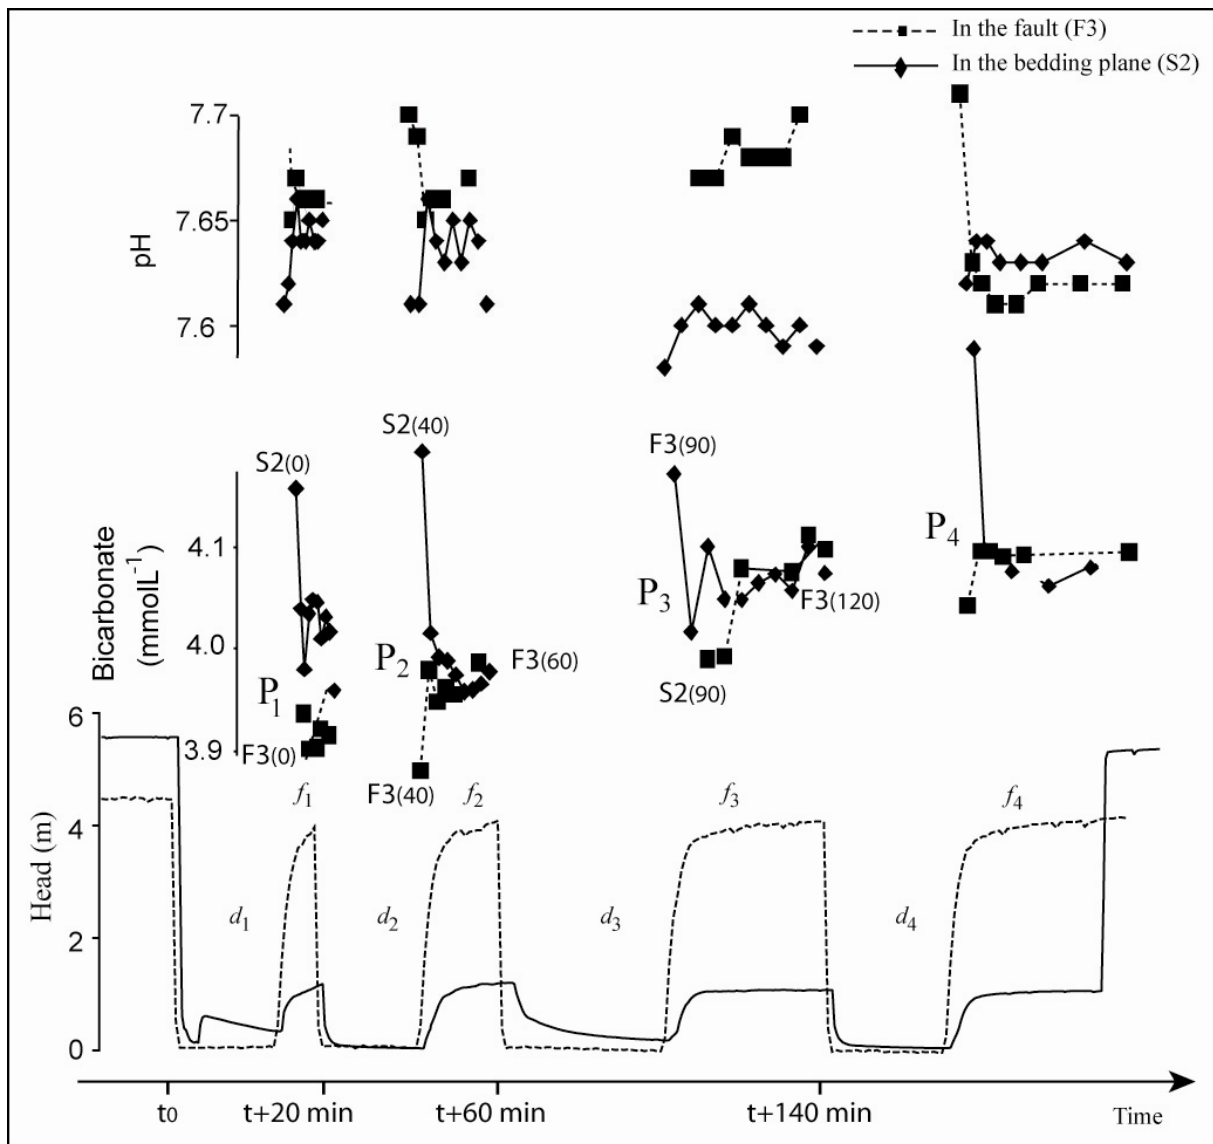 In the fault (F3)
In the bedding plane (S2)
7.7
7.65
7.6
pH
S2(0)
S2(40)
F3(90)
4.1
4.0
3.9
Bicarbonate
(mmolL-1)
P1
P2
P3
P4
F3(0)
F3(40)
F3(60)
S2(90)
F3(120)
6
4
2
0
Head (m)
f1
f2
f3
f4
d1
d2
d3
d4
t0
t+20 min
t+60 min
t+140 min
Time